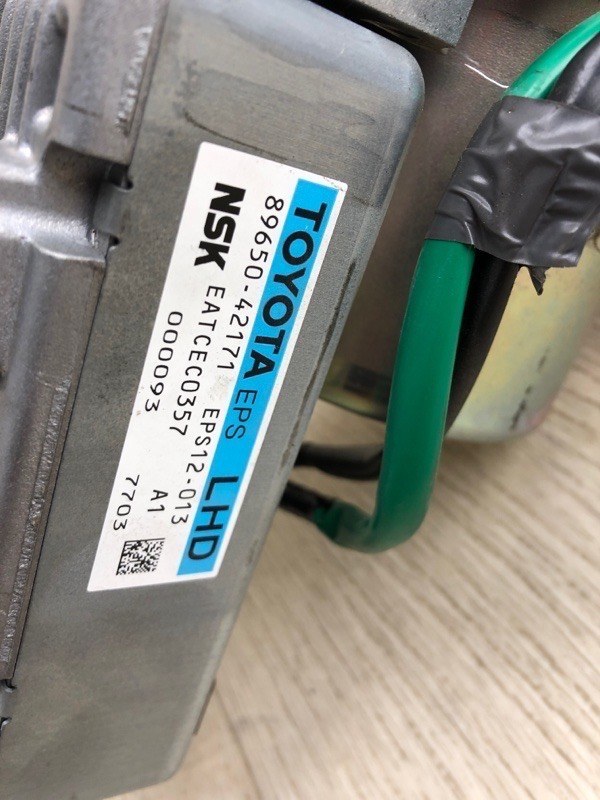 TOYOTA EPS LHD
89650-42171 EPS12-013
NSK EATCEC0357 A1
000093 7703